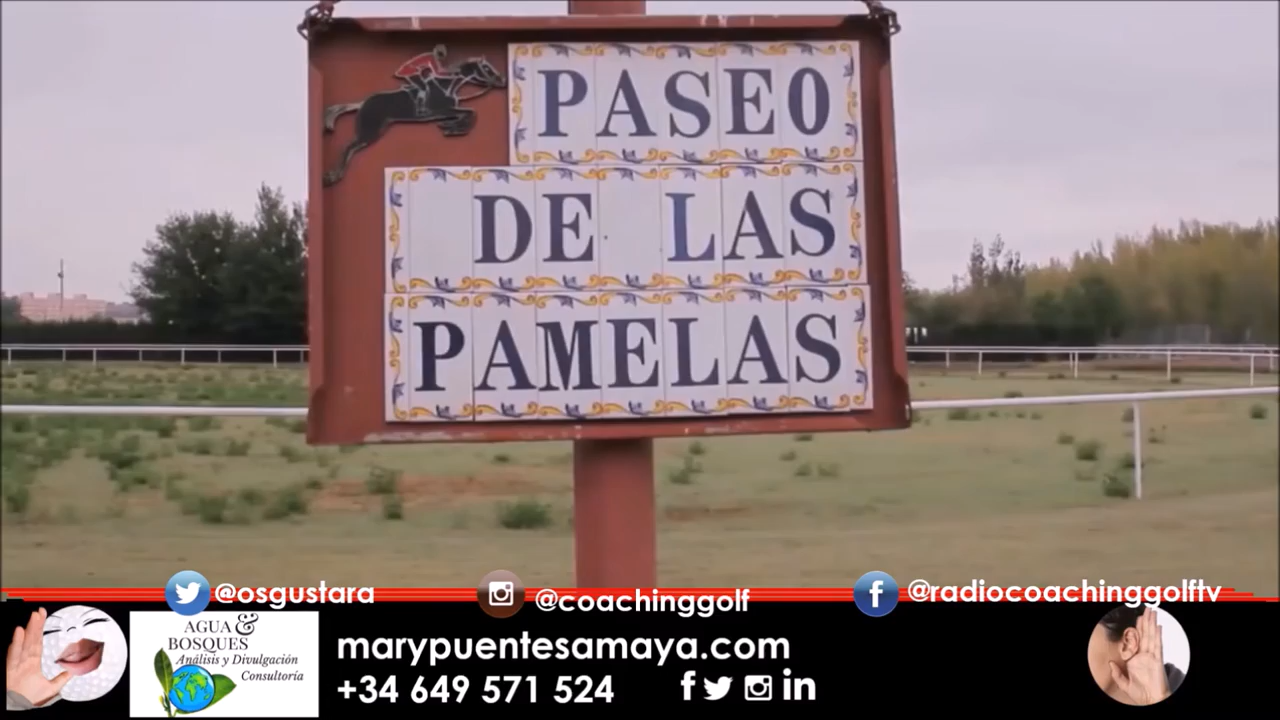 PASEO
DE LAS
PAMELAS
@osgustara
@coachinggolf
@radiocoachinggolftv
AGUA &
BOSQUES
Análisis y Divulgación
Consultoría
marypuentesamaya.com
+34 649 571 524